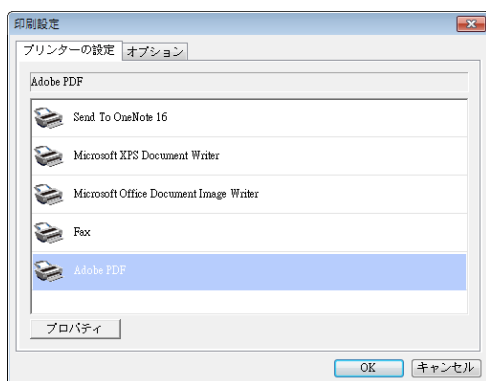 印刷設定
プリンターの設定 オプション
Adobe PDF
Send To OneNote 16
Microsoft XPS Document Writer
Microsoft Office Document Image Writer
Fax
Adobe PDF
プロパティ
OK キャンセル